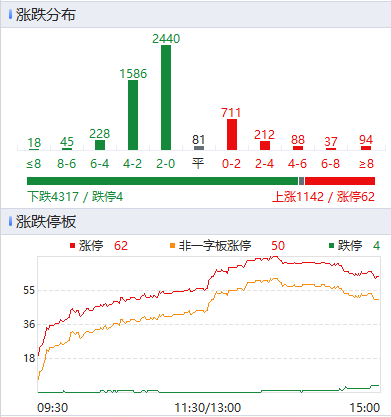 涨跌分布
18 45 228 1586 2440 81 711 212 88 37 94
≤8 8-6 6-4 4-2 2-0 平 0-2 2-4 4-6 6-8 ≥8
下跌4317 / 跌停4 上涨1142 / 涨停62
涨跌停板
涨停 62 非一字板涨停 50 跌停 4
55
36
18
09:30 11:30/13:00 15:00